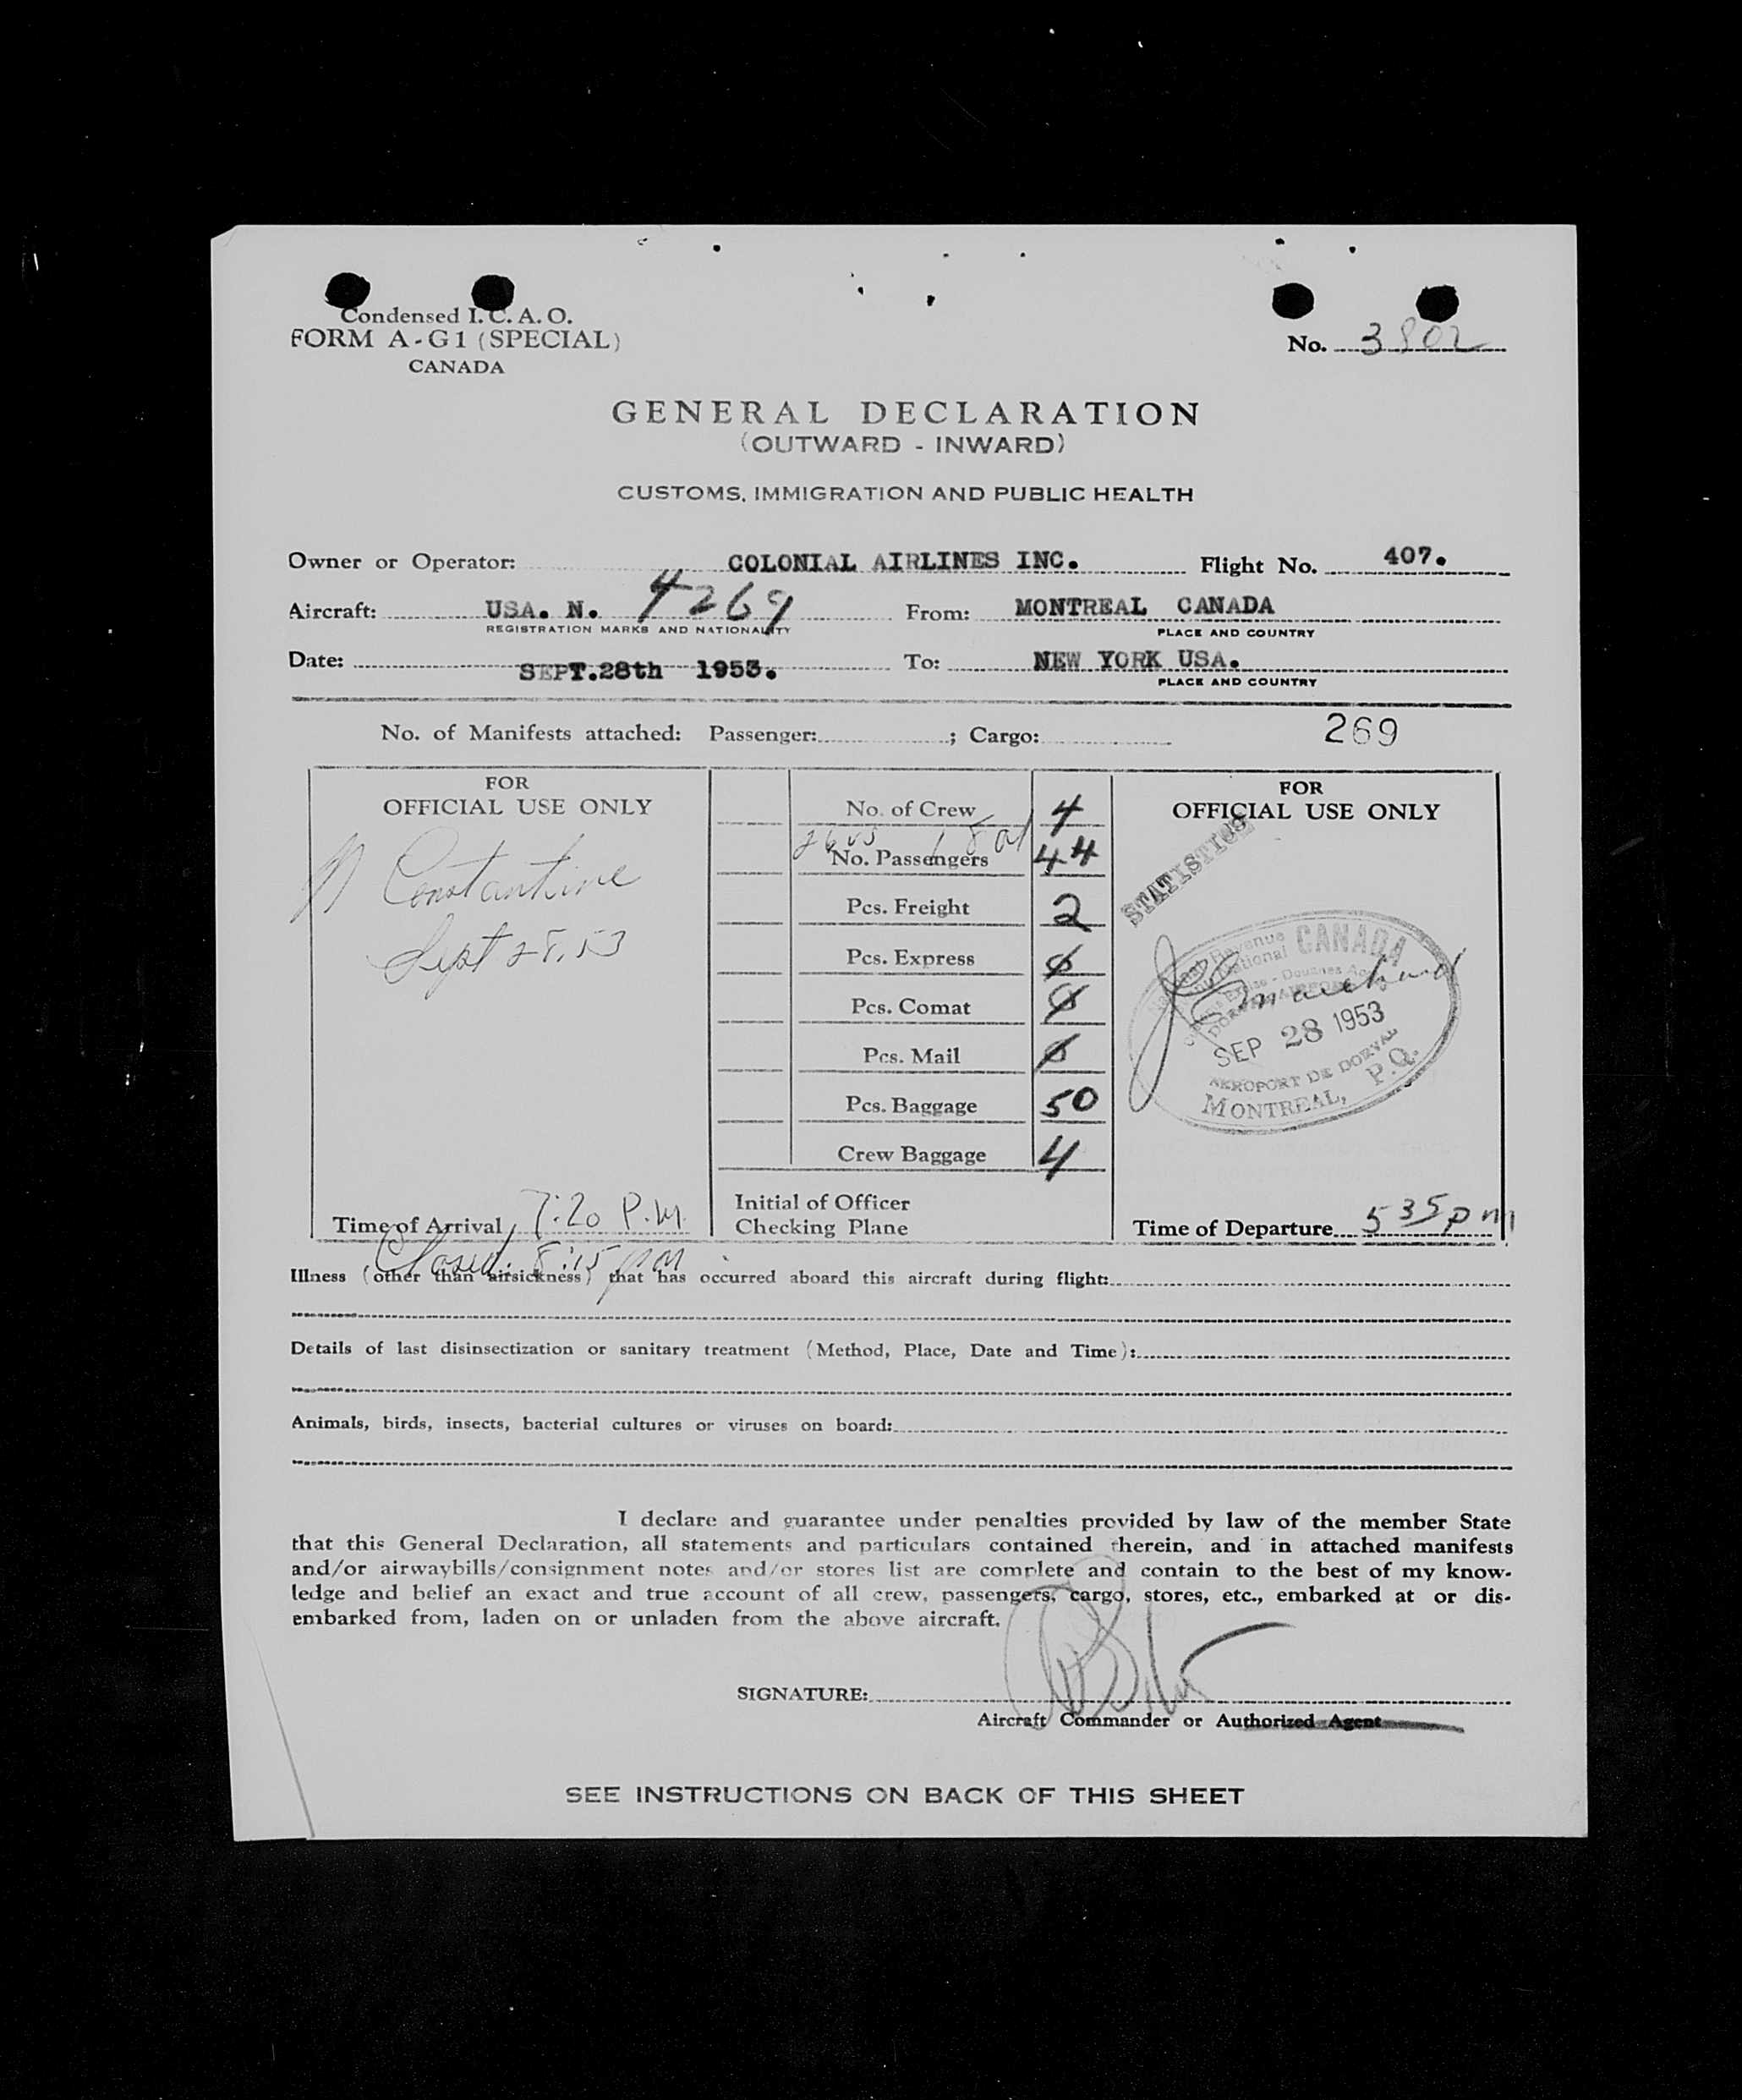 Condensed I.C.A.O.
FORM A-G1 (SPECIAL)
CANADA
No. 3802
GENERAL DECLARATION
(OUTWARD - INWARD)
CUSTOMS, IMMIGRATION AND PUBLIC HEALTH
Owner or Operator: COLONIAL AIRLINES INC. Flight No. 407.
Aircraft: USA. N. 4269 From: MONTREAL CANADA
REGISTRATION MARKS AND NATIONALITY PLACE AND COUNTRY
Date: SEPT.28th 1953. To: NEW YORK USA.
PLACE AND COUNTRY
No. of Manifests attached: Passenger: ; Cargo: 269
FOR
OFFICIAL USE ONLY
N Constantine
Sept 28, 53
Time of Arrival 7:20 P.M.
Closed: 8:15 pm
No. of Crew 4
No. Passengers 44
Pcs. Freight 2
Pcs. Express 0
Pcs. Comat 0
Pcs. Mail 0
Pcs. Baggage 50
Crew Baggage 4
Initial of Officer
Checking Plane
FOR
OFFICIAL USE ONLY
STATISTICS
CANADA
SEP 28 1953
AEROPORT DE DORVAL
MONTREAL, P.Q.
Time of Departure 5 35 pm
Illness (other than airsickness) that has occurred aboard this aircraft during flight:
Details of last disinsectization or sanitary treatment (Method, Place, Date and Time):
Animals, birds, insects, bacterial cultures or viruses on board:
I declare and guarantee under penalties provided by law of the member State
that this General Declaration, all statements and particulars contained therein, and in attached manifests
and/or airwaybills/consignment notes and/or stores list are complete and contain to the best of my know-
ledge and belief an exact and true account of all crew, passengers, cargo, stores, etc., embarked at or dis-
embarked from, laden on or unladen from the above aircraft.
SIGNATURE:
Aircraft Commander or Authorized Agent
SEE INSTRUCTIONS ON BACK OF THIS SHEET